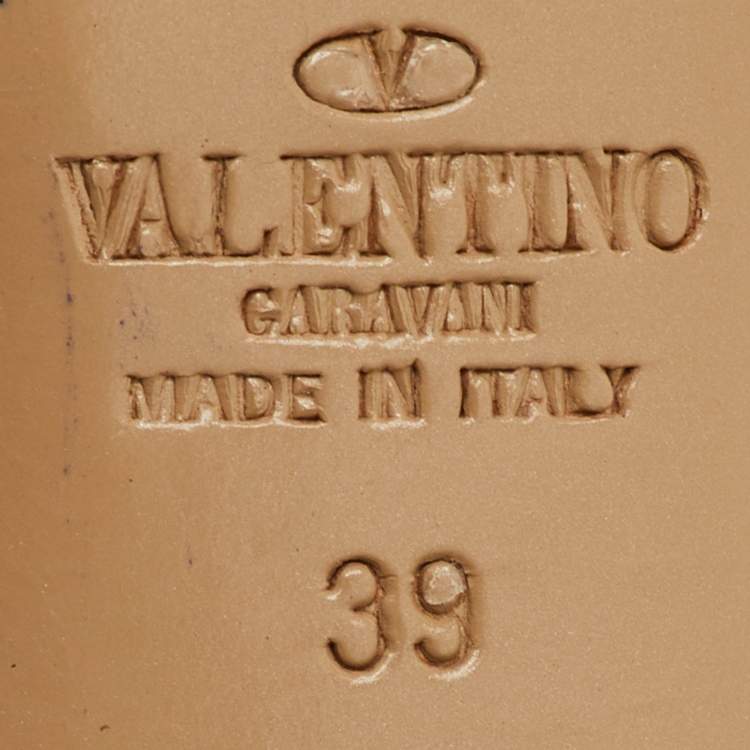 V
VALENTINO
GARAVANI
MADE IN ITALY
39